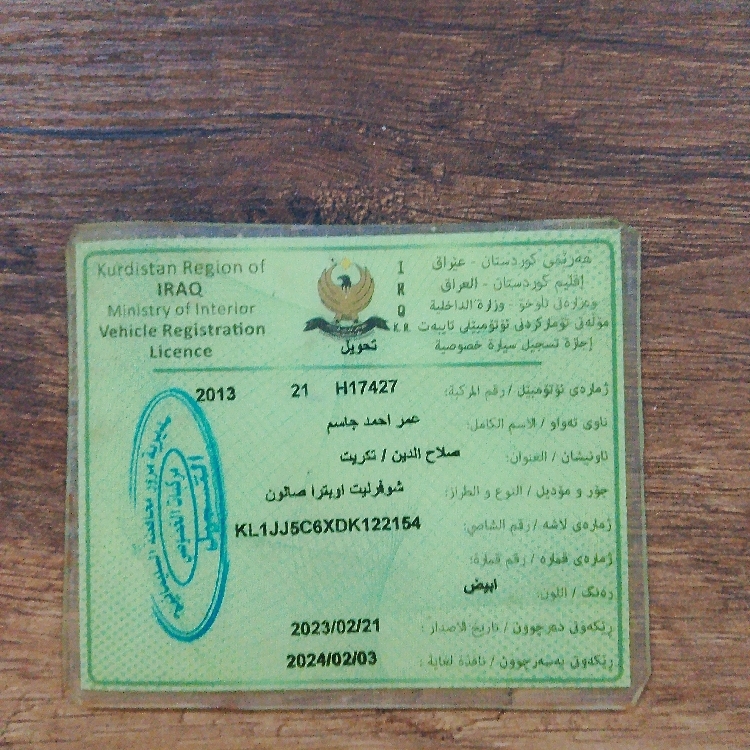 Kurdistan Region of
IRAQ
Ministry of Interior
Vehicle Registration
Licence
I
R
Q
K.R.
هەرێمی کوردستان - عێراق
إقليم كوردستان - العراق
وەزارەتی ناوخۆ - وزارة الداخلية
مۆڵەتی تۆمارکردنی ئۆتۆمبێلی تایبەت
إجازة تسجيل سيارة خصوصية
تحويل
ژمارەی ئۆتۆمبێل / رقم المركبة: H17427 21 2013
ناوی تەواو / الاسم الكامل: عمر احمد جاسم
ناونیشان / العنوان: صلاح الدين / تكريت
جۆر و مۆدێل / النوع و الطراز: شوفرليت اوبترا صالون
ژمارەی لاشە / رقم الشاصي: KL1JJ5C6XDK122154
ژمارەی قەمارە / رقم قمارة:
ڕەنگ / اللون: ابيض
ڕێکەوتی دەرچوون / تاريخ الاصدار: 2023/02/21
ڕێکەوتی بەسەرچوون / نافذة لغاية: 2024/02/03